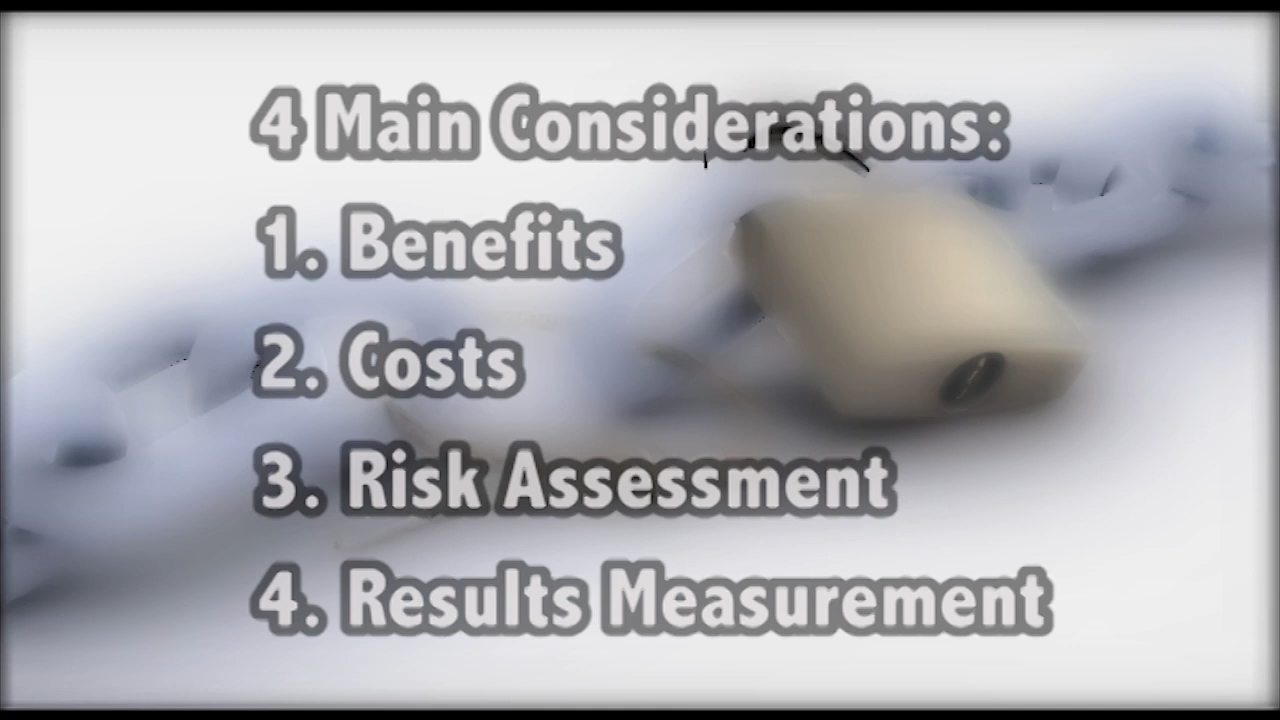 4 Main Considerations:
1. Benefits
2. Costs
3. Risk Assessment
4. Results Measurement